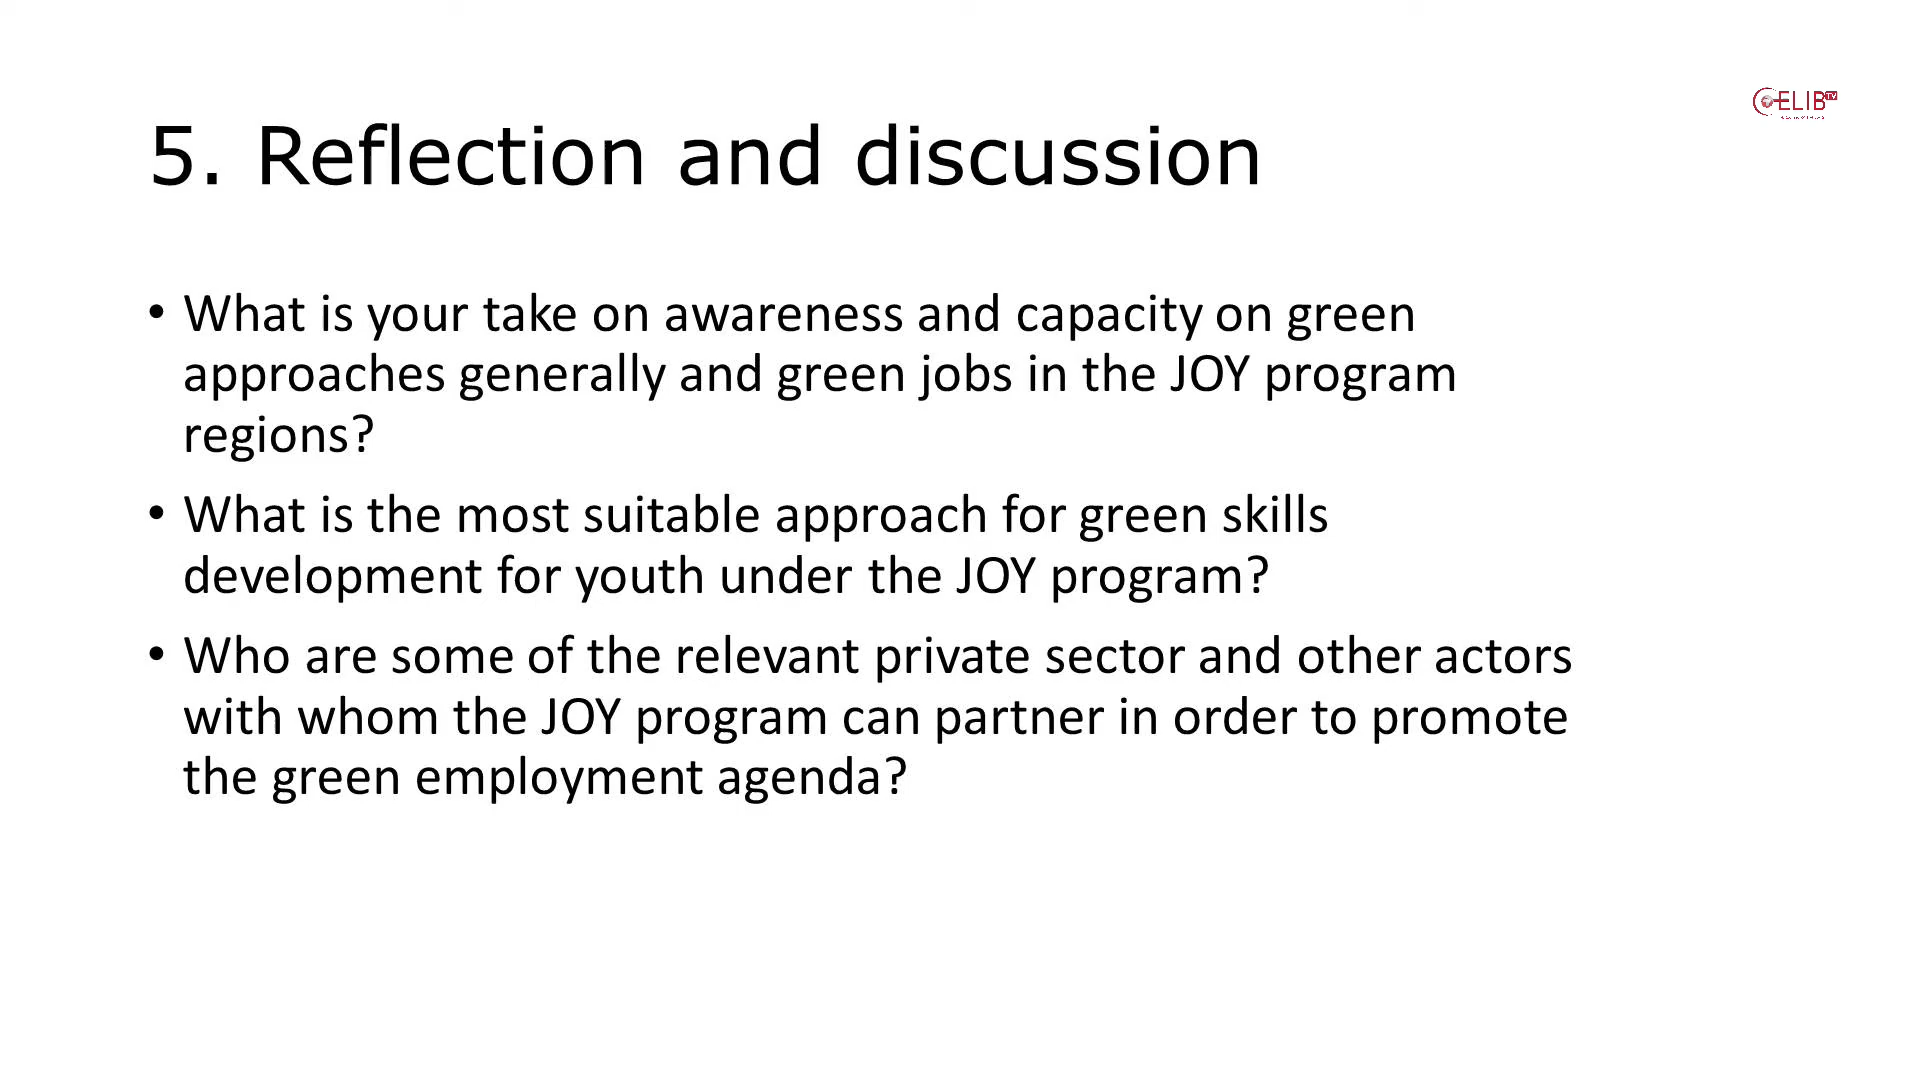 ELIB TV
5. Reflection and discussion
• What is your take on awareness and capacity on green
approaches generally and green jobs in the JOY program
regions?
• What is the most suitable approach for green skills
development for youth under the JOY program?
• Who are some of the relevant private sector and other actors
with whom the JOY program can partner in order to promote
the green employment agenda?